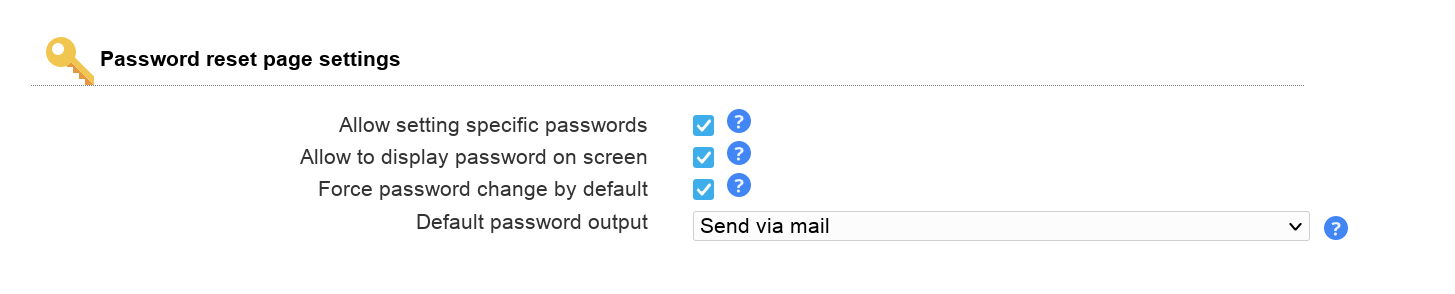 Password reset page settings
Allow setting specific passwords ?
Allow to display password on screen ?
Force password change by default ?
Default password output Send via mail ?